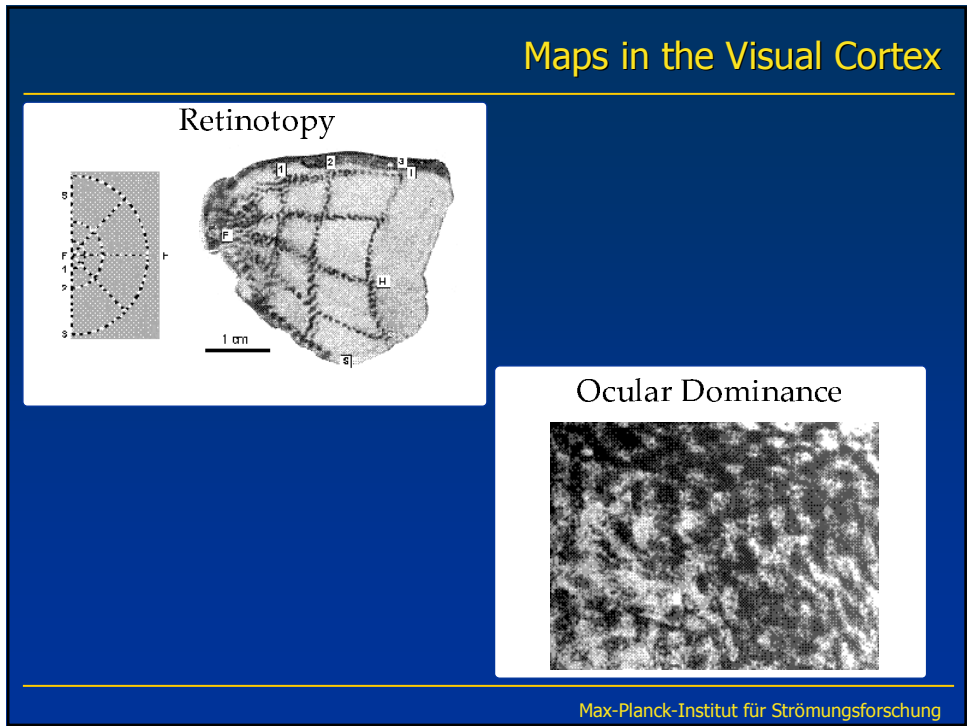 Maps in the Visual Cortex
Retinotopy
S
F
1
2
S
H
1
2
3
I
F
H
S
1 cm
Ocular Dominance
Max-Planck-Institut für Strömungsforschung